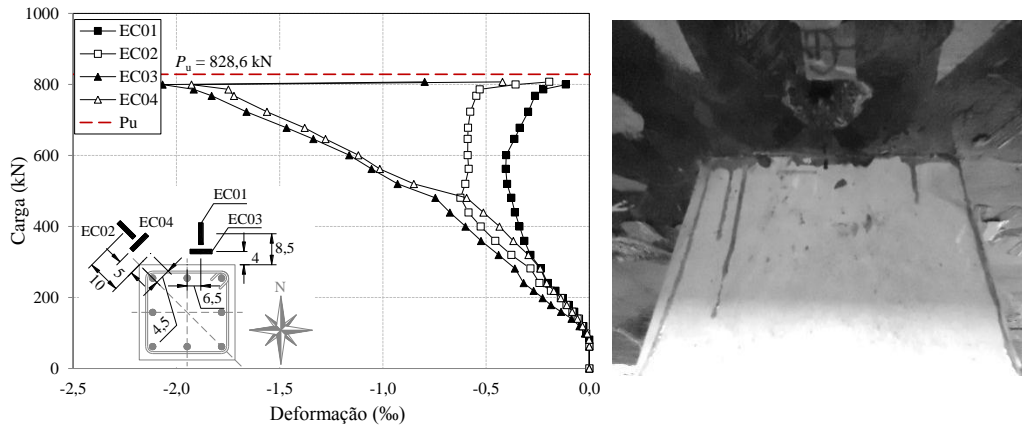 1000
800
600
400
200
0
Carga (kN)
-2,5
-2,0
-1,5
-1,0
-0,5
0,0
Deformação (‰)
EC01
EC02
EC03
EC04
Pu
Pu = 828,6 kN
EC01
EC04
EC03
EC02
8,5
4
5
10
6,5
4,5
N